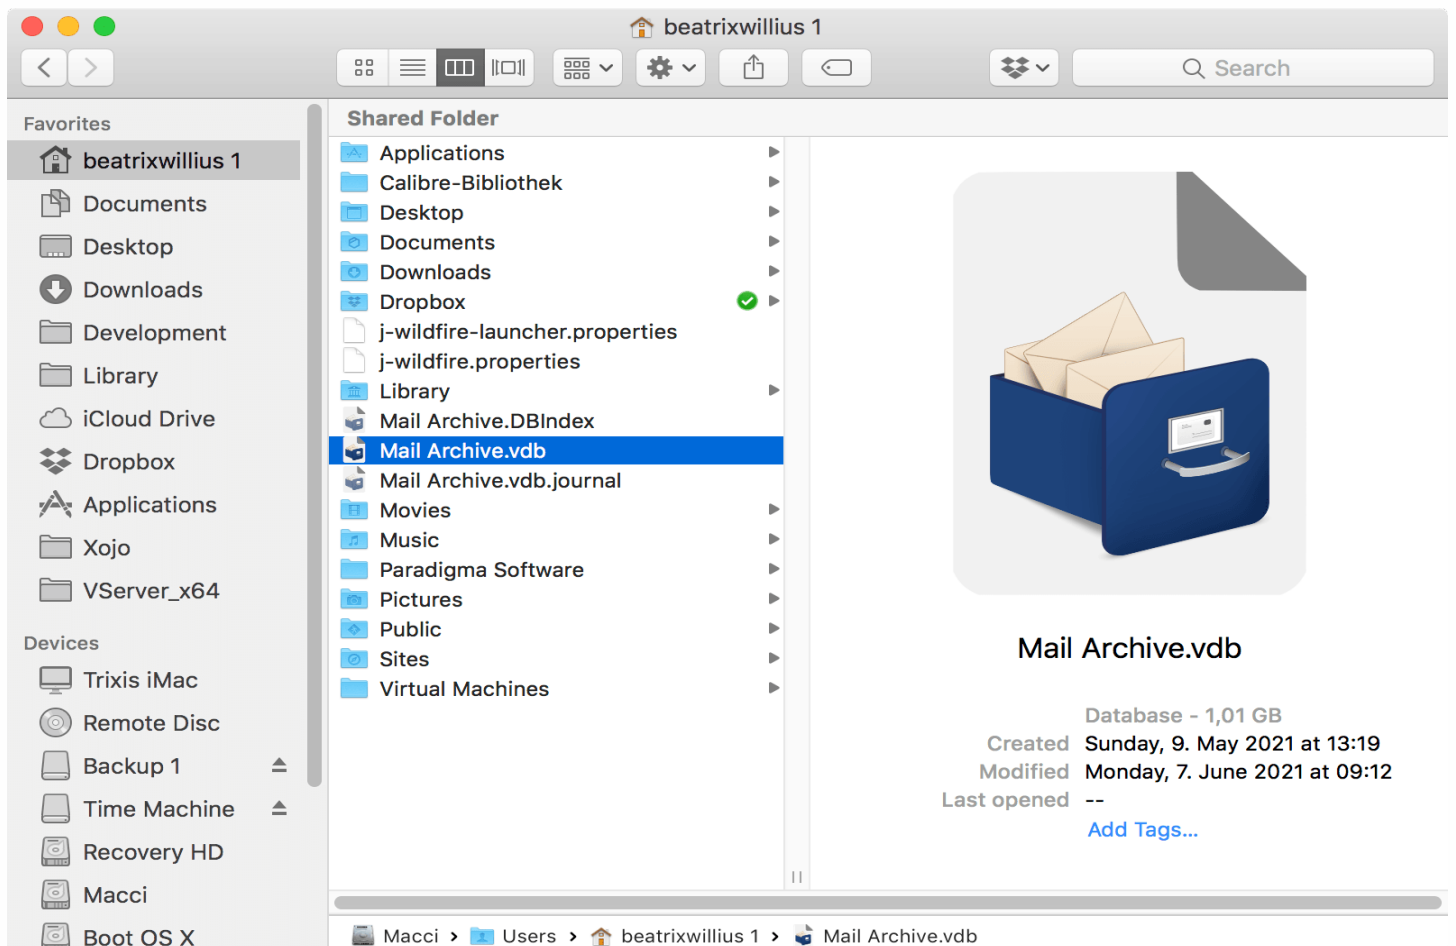 beatrixwillius 1
Search
Favorites
beatrixwillius 1
Documents
Desktop
Downloads
Development
Library
iCloud Drive
Dropbox
Applications
Xojo
VServer_x64
Devices
Trixis iMac
Remote Disc
Backup 1
Time Machine
Recovery HD
Macci
Boot OS X
Shared Folder
Applications
Calibre-Bibliothek
Desktop
Documents
Downloads
Dropbox
j-wildfire-launcher.properties
j-wildfire.properties
Library
Mail Archive.DBIndex
Mail Archive.vdb
Mail Archive.vdb.journal
Movies
Music
Paradigma Software
Pictures
Public
Sites
Virtual Machines
Mail Archive.vdb
Database - 1,01 GB
Created Sunday, 9. May 2021 at 13:19
Modified Monday, 7. June 2021 at 09:12
Last opened --
Add Tags...
Macci › Users › beatrixwillius 1 › Mail Archive.vdb